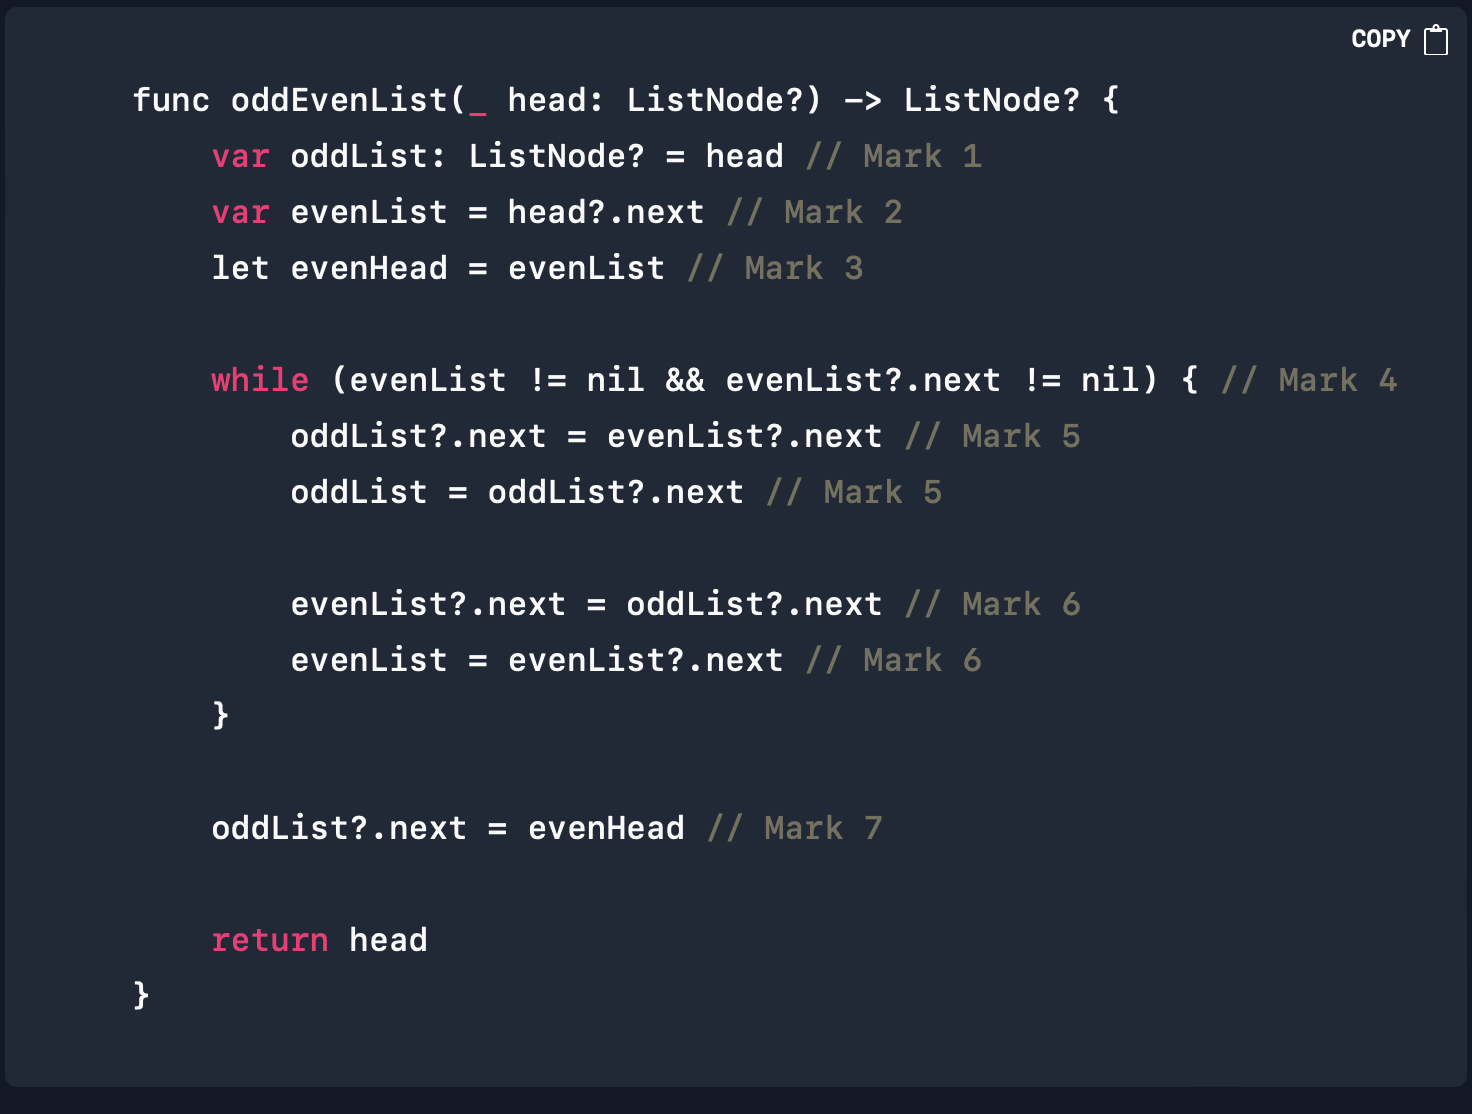 COPY
func oddEvenList(_ head: ListNode?) -> ListNode? {
var oddList: ListNode? = head // Mark 1
var evenList = head?.next // Mark 2
let evenHead = evenList // Mark 3
while (evenList != nil && evenList?.next != nil) { // Mark 4
oddList?.next = evenList?.next // Mark 5
oddList = oddList?.next // Mark 5
evenList?.next = oddList?.next // Mark 6
evenList = evenList?.next // Mark 6
}
oddList?.next = evenHead // Mark 7
return head
}